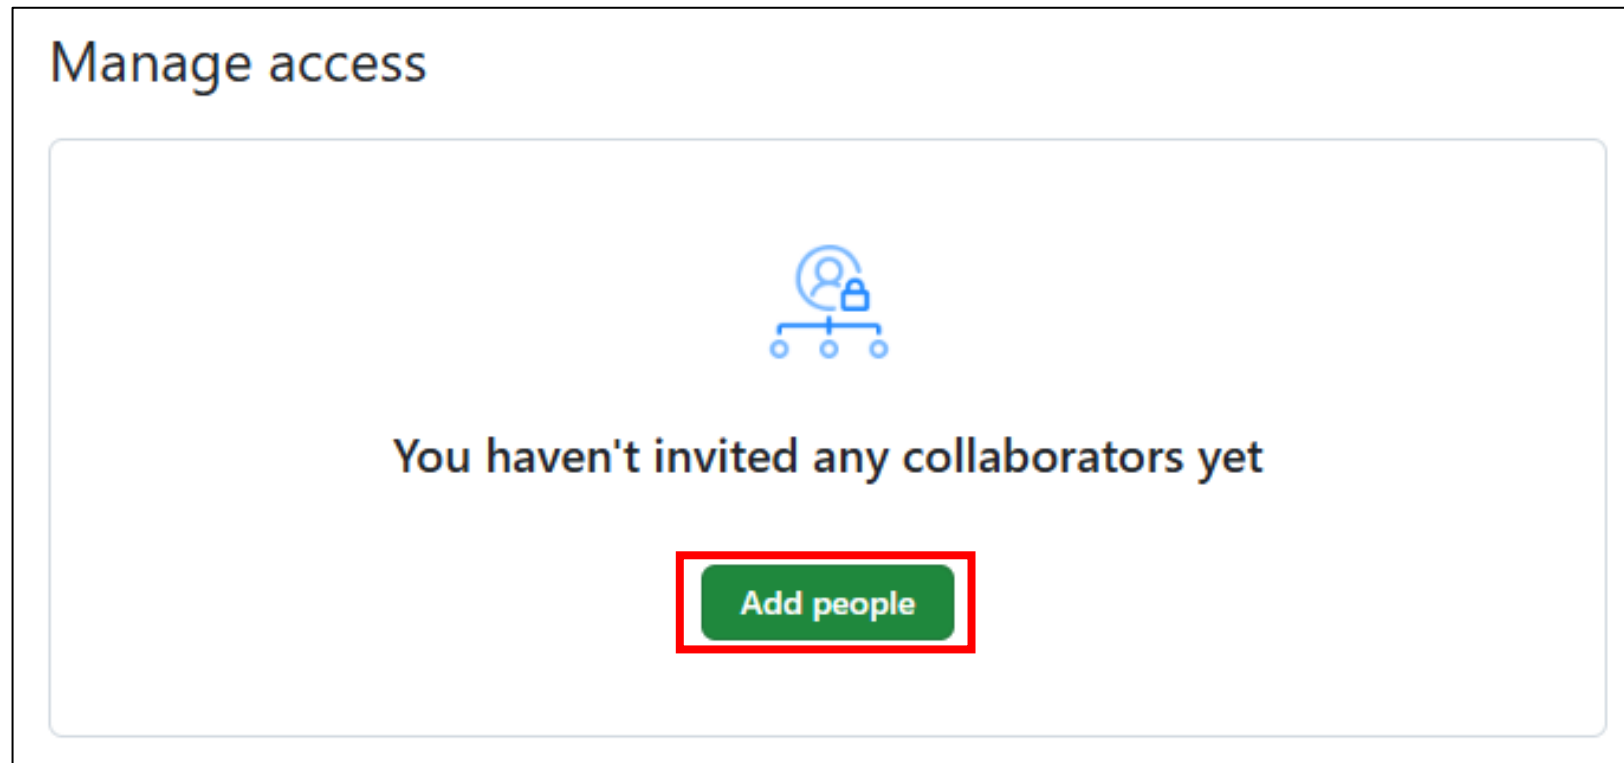 Manage access
You haven't invited any collaborators yet
Add people